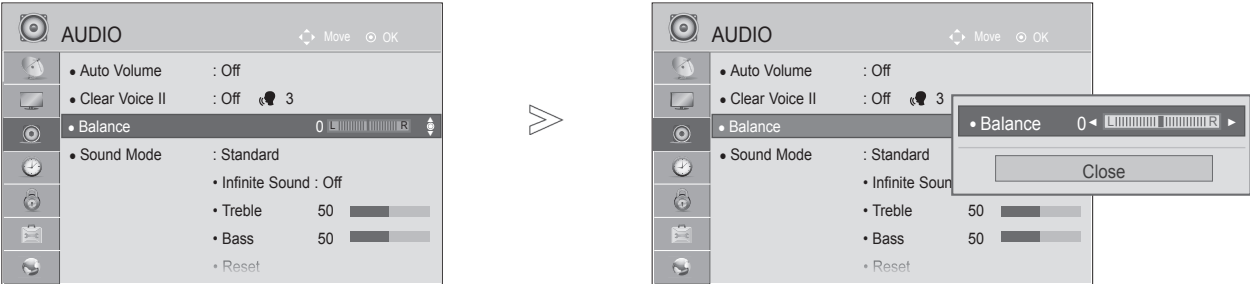 AUDIO
Move OK
• Auto Volume : Off
• Clear Voice II : Off 3
• Balance 0 L R
• Sound Mode : Standard
• Infinite Sound : Off
• Treble 50
• Bass 50
• Reset
>
AUDIO
Move OK
• Auto Volume : Off
• Clear Voice II : Off 3
• Balance
• Sound Mode : Standard
• Infinite Soun
• Treble 50
• Bass 50
• Reset
• Balance 0 ◄ L R ►
Close